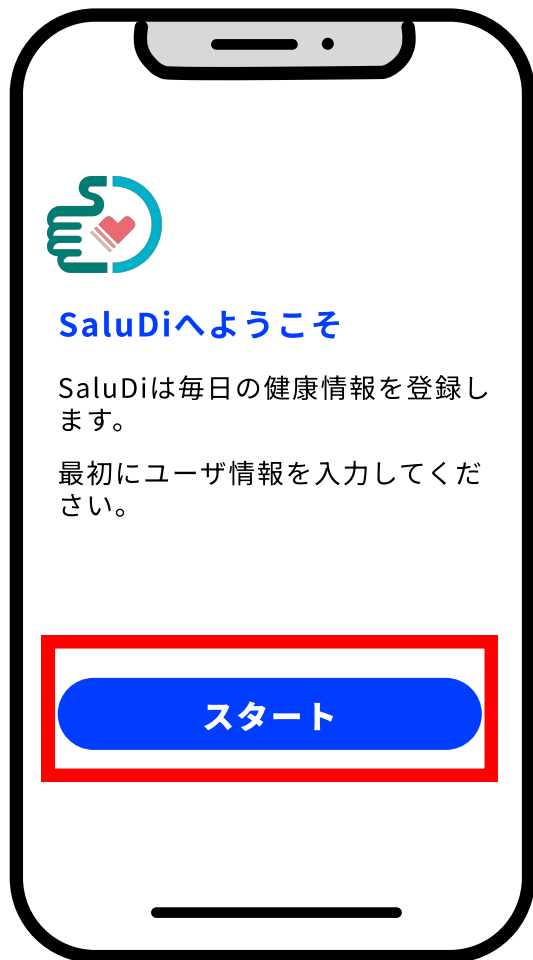 SaluDiへようこそ
SaluDiは毎日の健康情報を登録し
ます。
最初にユーザ情報を入力してくだ
さい。
スタート